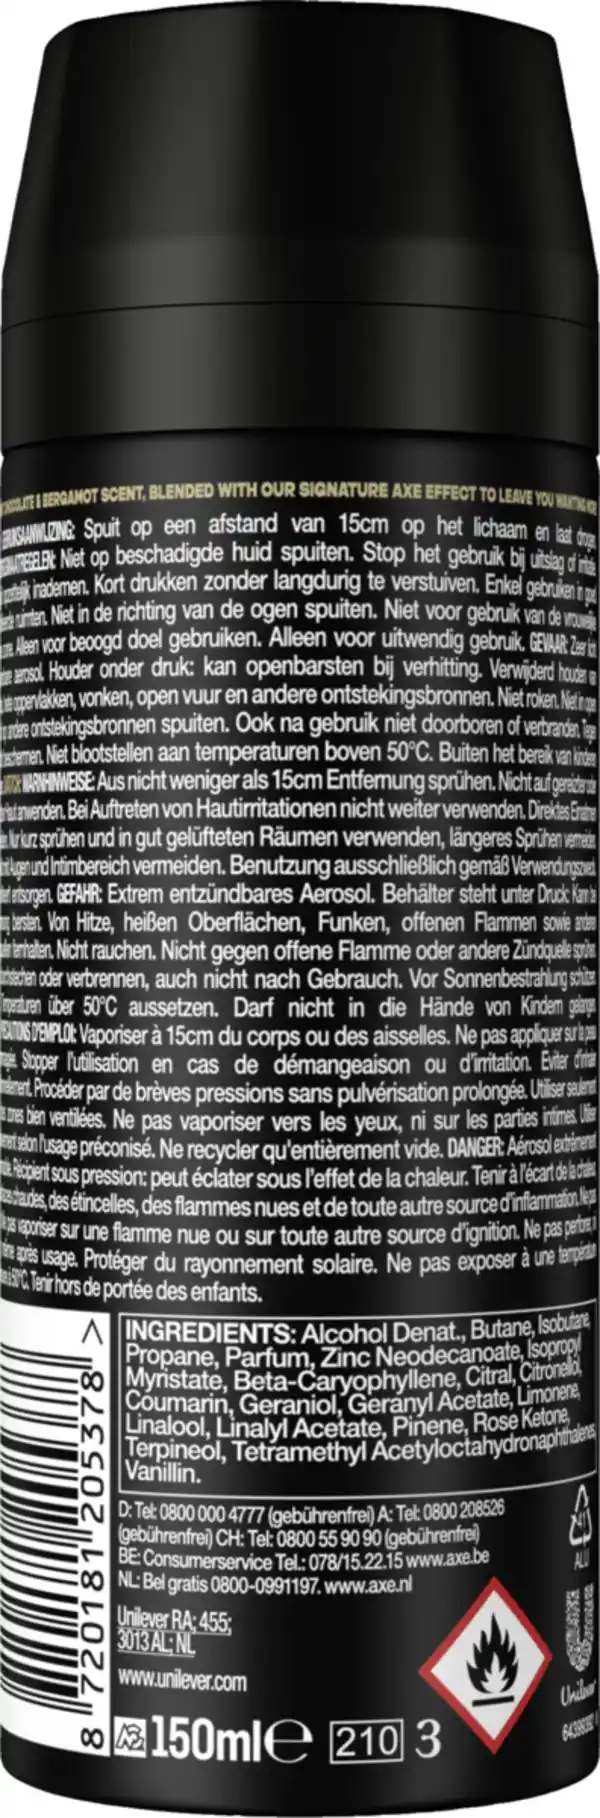 CHOCOLATE & BERGAMOT SCENT, BLENDED WITH OUR SIGNATURE AXE EFFECT TO LEAVE YOU WANTING MORE
Spuit op een afstand van 15cm op het lichaam en laat drogen
Niet op beschadigde huid spuiten. Stop het gebruik bij uitslag of irritatie
inademen. Kort drukken zonder langdurig te verstuiven. Enkel gebruiken in goed
ruimten. Niet in de richting van de ogen spuiten. Niet voor gebruik van de vrouwelijke
Alleen voor beoogd doel gebruiken. Alleen voor uitwendig gebruik. GEVAAR: Zeer licht
aerosol. Houder onder druk: kan openbarsten bij verhitting. Verwijderd houden van
oppervlakken, vonken, open vuur en andere ontstekingsbronnen. Niet roken. Niet in open
andere ontstekingsbronnen spuiten. Ook na gebruik niet doorboren of verbranden. Tegen
beschermen. Niet blootstellen aan temperaturen boven 50°C. Buiten het bereik van kinderen
WARNHINWEISE: Aus nicht weniger als 15cm Entfernung sprühen. Nicht auf gereizter oder
Haut anwenden. Bei Auftreten von Hautirritationen nicht weiter verwenden. Direktes Einatmen
Nur kurz sprühen und in gut gelüfteten Räumen verwenden, längeres Sprühen vermeiden
Augen und Intimbereich vermeiden. Benutzung ausschließlich gemäß Verwendungszweck
entsorgen. GEFAHR: Extrem entzündbares Aerosol. Behälter steht unter Druck: Kann bei
bersten. Von Hitze, heißen Oberflächen, Funken, offenen Flammen sowie anderen
fernhalten. Nicht rauchen. Nicht gegen offene Flamme oder andere Zündquelle sprühen
oder verbrennen, auch nicht nach Gebrauch. Vor Sonnenbestrahlung schützen
Temperaturen über 50°C aussetzen. Darf nicht in die Hände von Kindern gelangen
D'EMPLOI: Vaporiser à 15cm du corps ou des aisselles. Ne pas appliquer sur la peau
Stopper l'utilisation en cas de démangeaison ou d'irritation. Eviter d'inhaler
Procéder par de brèves pressions sans pulvérisation prolongée. Utiliser seulement
zones bien ventilées. Ne pas vaporiser vers les yeux, ni sur les parties intimes. Utiliser
selon l'usage préconisé. Ne recycler qu'entièrement vide. DANGER: Aérosol extrêmement
Récipient sous pression: peut éclater sous l'effet de la chaleur. Tenir à l'écart de la chaleur
chaudes, des étincelles, des flammes nues et de toute autre source d'inflammation. Ne pas
vaporiser sur une flamme nue ou sur toute autre source d'ignition. Ne pas perforer, ni
après usage. Protéger du rayonnement solaire. Ne pas exposer à une température
à 50°C. Tenir hors de portée des enfants.
INGREDIENTS: Alcohol Denat., Butane, Isobutane,
Propane, Parfum, Zinc Neodecanoate, Isopropyl
Myristate, Beta-Caryophyllene, Citral, Citronellol,
Coumarin, Geraniol, Geranyl Acetate, Limonene,
Linalool, Linalyl Acetate, Pinene, Rose Ketone,
Terpineol, Tetramethyl Acetyloctahydronaphthalenes,
Vanillin.
8 720181 205378 >
D: Tel: 0800 000 4777 (gebührenfrei) A: Tel: 0800 208526
(gebührenfrei) CH: Tel: 0800 55 90 90 (gebührenfrei)
BE: Consumerservice Tel.: 078/15.22.15 www.axe.be
NL: Bel gratis 0800-0991197. www.axe.nl
41
ALU
Unilever RA; 455;
3013 AL; NL
www.unilever.com
Unilever
150ml e 210 3